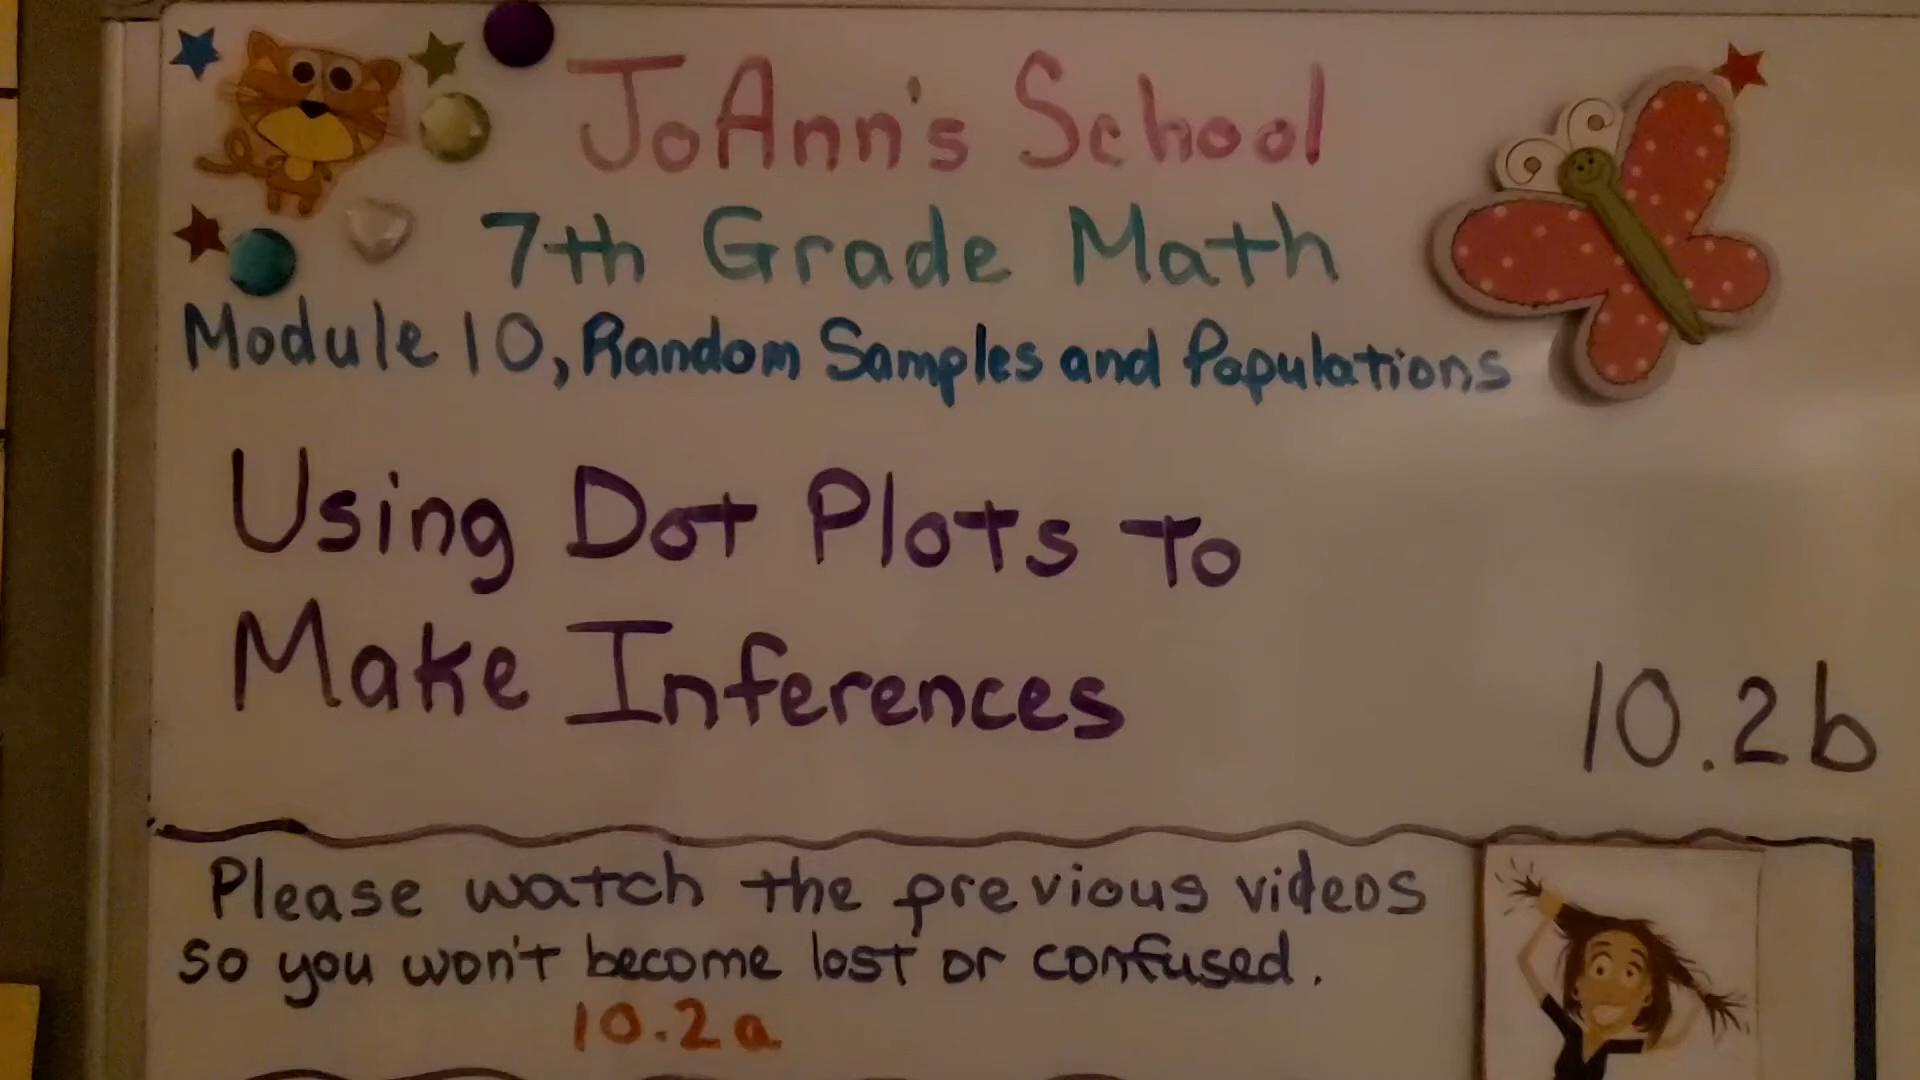 JoAnn's School
7th Grade Math
Module 10, Random Samples and Populations
Using Dot Plots To
Make Inferences
10.2b
Please watch the previous videos
so you won't become lost or confused.
10.2a